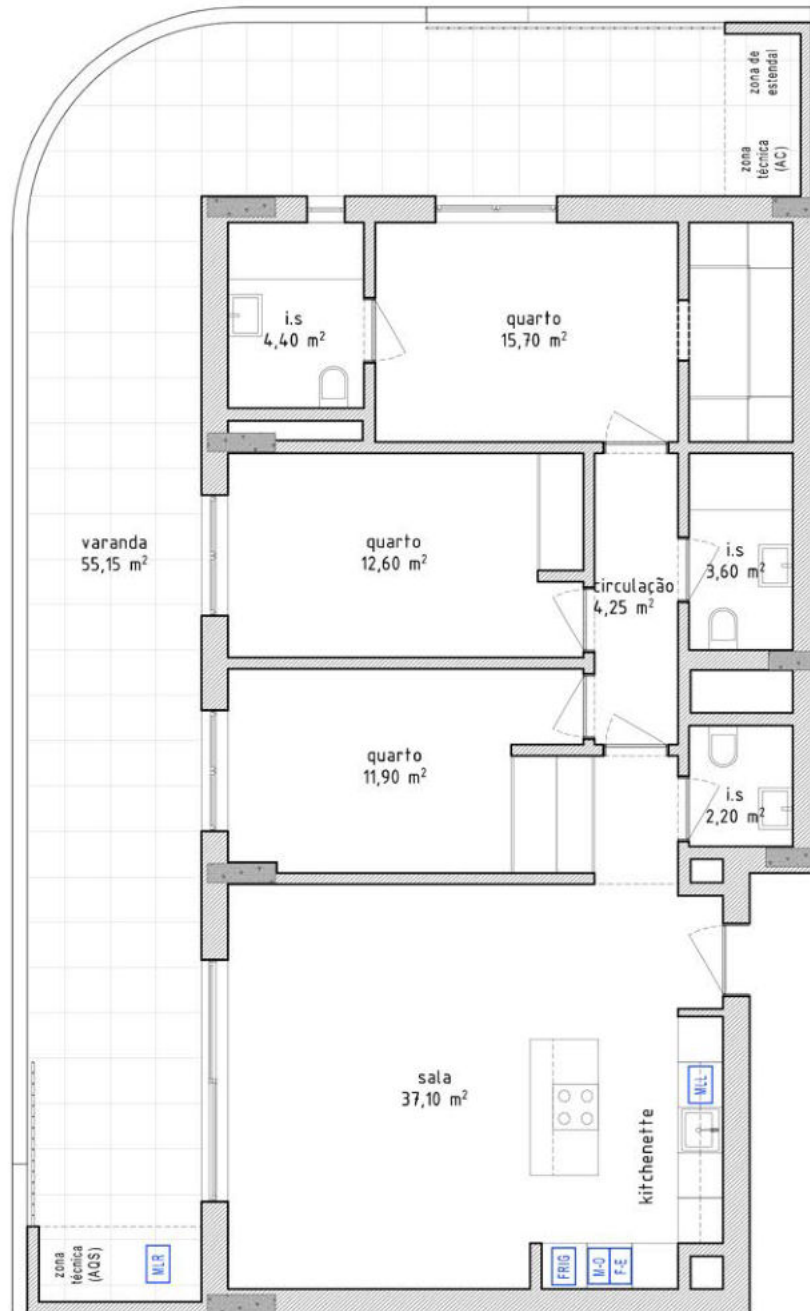 zona de
estendal
zona
técnica
(AC)
i.s
4,40 m²
quarto
15,70 m²
varanda
55,15 m²
quarto
12,60 m²
i.s
3,60 m²
circulação
4,25 m²
quarto
11,90 m²
i.s
2,20 m²
sala
37,10 m²
MLL
kitchenette
zona
técnica
(AQS)
MLR
FRIG
M-O
F-E